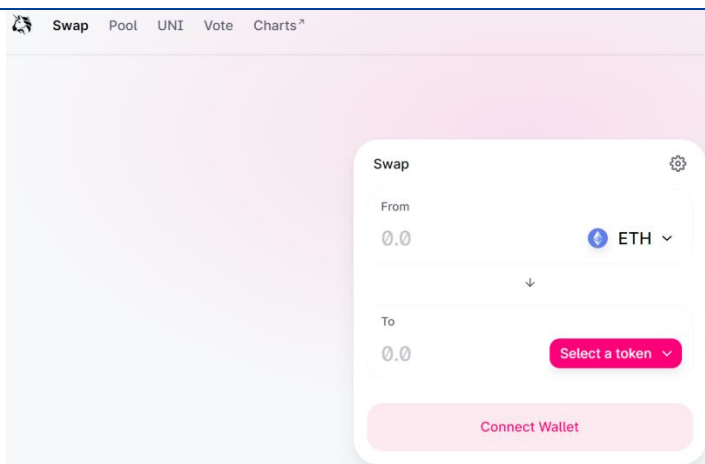 Swap Pool UNI Vote Charts↗
Swap
From
0.0 ETH
To
0.0 Select a token
Connect Wallet